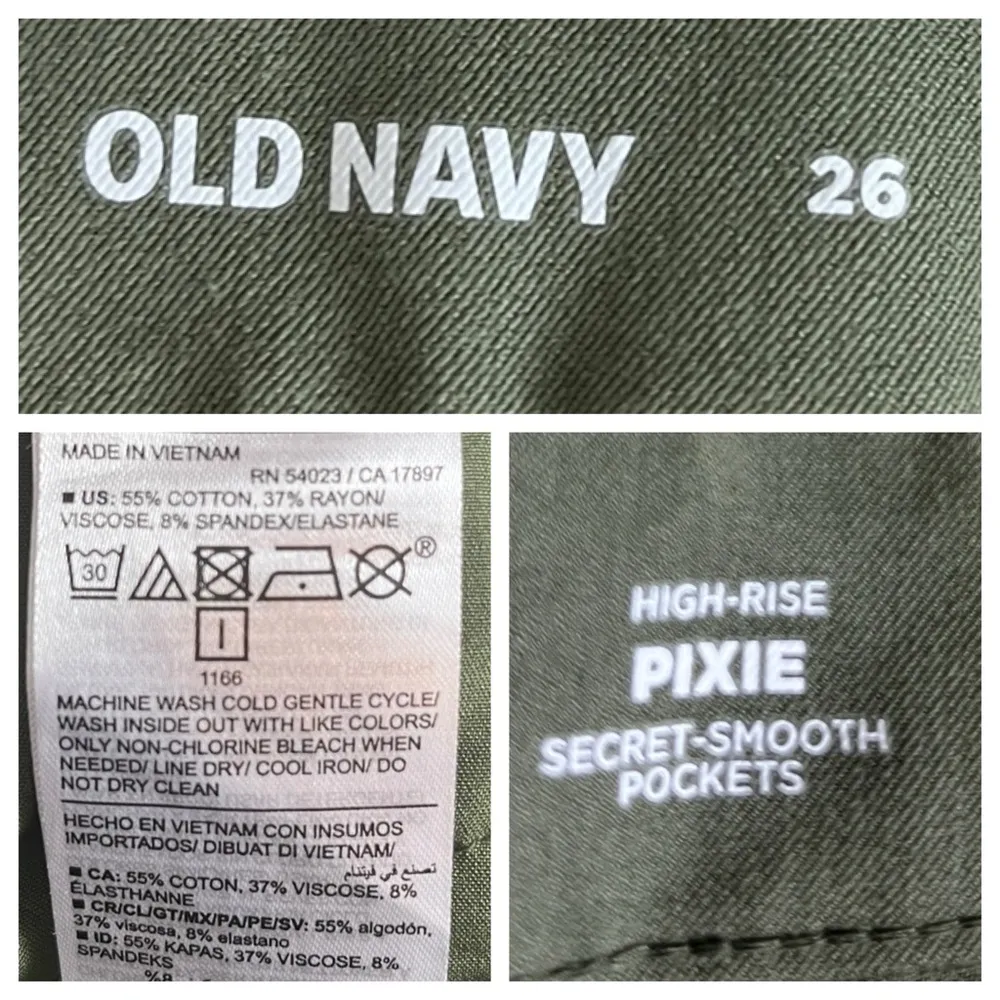 OLD NAVY 26
MADE IN VIETNAM
RN 54023 / CA 17897
■ US: 55% COTTON, 37% RAYON/
VISCOSE, 8% SPANDEX/ELASTANE
30
®
1166
MACHINE WASH COLD GENTLE CYCLE/
WASH INSIDE OUT WITH LIKE COLORS/
ONLY NON-CHLORINE BLEACH WHEN
NEEDED/ LINE DRY/ COOL IRON/ DO
NOT DRY CLEAN
HECHO EN VIETNAM CON INSUMOS
IMPORTADOS/ DIBUAT DI VIETNAM/
تصنع في فيتنام
■ CA: 55% COTON, 37% VISCOSE, 8%
ÉLASTHANNE
■ CR/CL/GT/MX/PA/PE/SV: 55% algodón,
37% viscosa, 8% elastano
■ ID: 55% KAPAS, 37% VISCOSE, 8%
SPANDEKS
HIGH-RISE
PIXIE
SECRET-SMOOTH
POCKETS